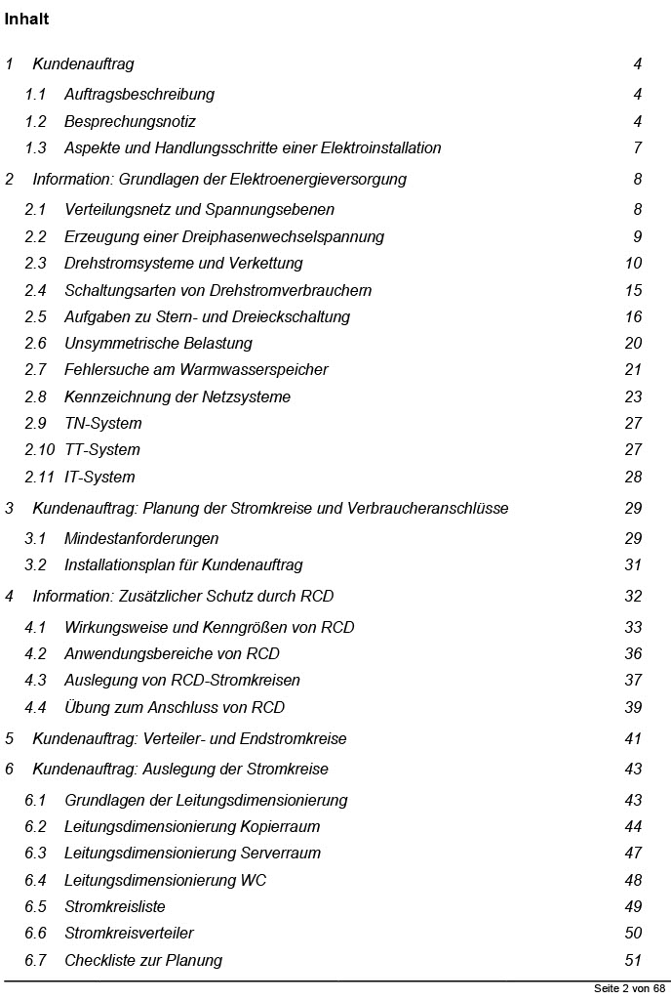 Inhalt
1 Kundenauftrag 4
1.1 Auftragsbeschreibung 4
1.2 Besprechungsnotiz 4
1.3 Aspekte und Handlungsschritte einer Elektroinstallation 7
2 Information: Grundlagen der Elektroenergieversorgung 8
2.1 Verteilungsnetz und Spannungsebenen 8
2.2 Erzeugung einer Dreiphasenwechselspannung 9
2.3 Drehstromsysteme und Verkettung 10
2.4 Schaltungsarten von Drehstromverbrauchern 15
2.5 Aufgaben zu Stern- und Dreieckschaltung 16
2.6 Unsymmetrische Belastung 20
2.7 Fehlersuche am Warmwasserspeicher 21
2.8 Kennzeichnung der Netzsysteme 23
2.9 TN-System 27
2.10 TT-System 27
2.11 IT-System 28
3 Kundenauftrag: Planung der Stromkreise und Verbraucheranschlüsse 29
3.1 Mindestanforderungen 29
3.2 Installationsplan für Kundenauftrag 31
4 Information: Zusätzlicher Schutz durch RCD 32
4.1 Wirkungsweise und Kenngrößen von RCD 33
4.2 Anwendungsbereiche von RCD 36
4.3 Auslegung von RCD-Stromkreisen 37
4.4 Übung zum Anschluss von RCD 39
5 Kundenauftrag: Verteiler- und Endstromkreise 41
6 Kundenauftrag: Auslegung der Stromkreise 43
6.1 Grundlagen der Leitungsdimensionierung 43
6.2 Leitungsdimensionierung Kopierraum 44
6.3 Leitungsdimensionierung Serverraum 47
6.4 Leitungsdimensionierung WC 48
6.5 Stromkreisliste 49
6.6 Stromkreisverteiler 50
6.7 Checkliste zur Planung 51
Seite 2 von 68